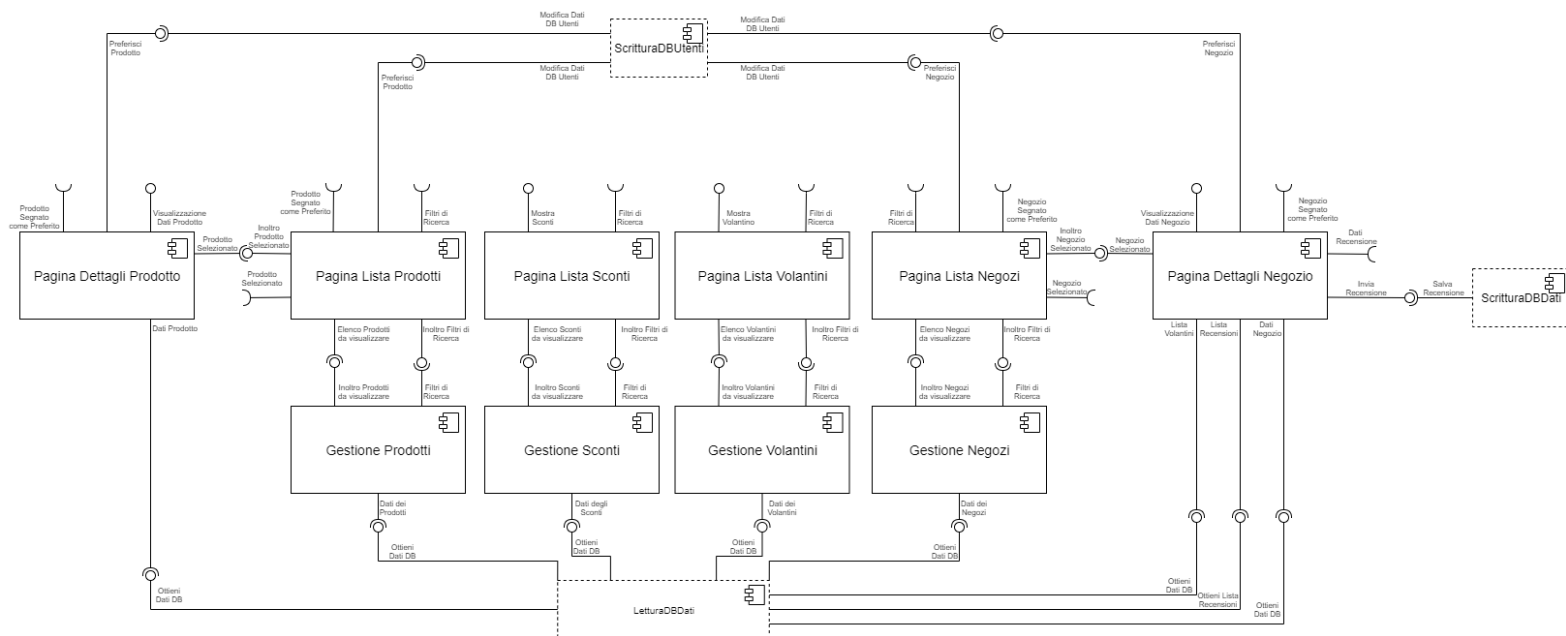 Modifica Dati
DB Utenti
Modifica Dati
DB Utenti
ScritturaDBUtenti
Preferisci
Prodotto
Preferisci
Negozio
Modifica Dati
DB Utenti
Modifica Dati
DB Utenti
Preferisci
Prodotto
Preferisci
Negozio
Prodotto
Segnato
come Preferito
Visualizzazione
Dati Prodotto
Prodotto
Segnato
come Preferito
Filtri di
Ricerca
Mostra
Sconti
Filtri di
Ricerca
Mostra
Volantino
Filtri di
Ricerca
Filtri di
Ricerca
Negozio
Segnato
come Preferito
Visualizzazione
Dati Negozio
Negozio
Segnato
come Preferito
Prodotto
Selezionato
Inoltro
Prodotto
Selezionato
Inoltro
Negozio
Selezionato
Negozio
Selezionato
Dati
Recensione
Pagina Dettagli Prodotto
Prodotto
Selezionato
Pagina Lista Prodotti
Pagina Lista Sconti
Pagina Lista Volantini
Pagina Lista Negozi
Negozio
Selezionato
Pagina Dettagli Negozio
Invia
Recensione
Salva
Recensione
ScritturaDBDati
Dati Prodotto
Elenco Prodotti
da visualizzare
Inoltro Filtri di
Ricerca
Elenco Sconti
da visualizzare
Inoltro Filtri di
Ricerca
Elenco Volantini
da visualizzare
Inoltro Filtri di
Ricerca
Elenco Negozi
da visualizzare
Inoltro Filtri di
Ricerca
Lista
Volantini
Lista
Recensioni
Dati
Negozio
Inoltro Prodotti
da visualizzare
Filtri di
Ricerca
Inoltro Sconti
da visualizzare
Filtri di
Ricerca
Inoltro Volantini
da visualizzare
Filtri di
Ricerca
Inoltro Negozi
da visualizzare
Filtri di
Ricerca
Gestione Prodotti
Gestione Sconti
Gestione Volantini
Gestione Negozi
Dati dei
Prodotti
Dati degli
Sconti
Dati dei
Volantini
Dati dei
Negozi
Ottieni
Dati DB
Ottieni
Dati DB
Ottieni
Dati DB
Ottieni
Dati DB
Ottieni
Dati DB
LetturaDBDati
Ottieni
Dati DB
Ottieni Lista
Recensioni
Ottieni
Dati DB